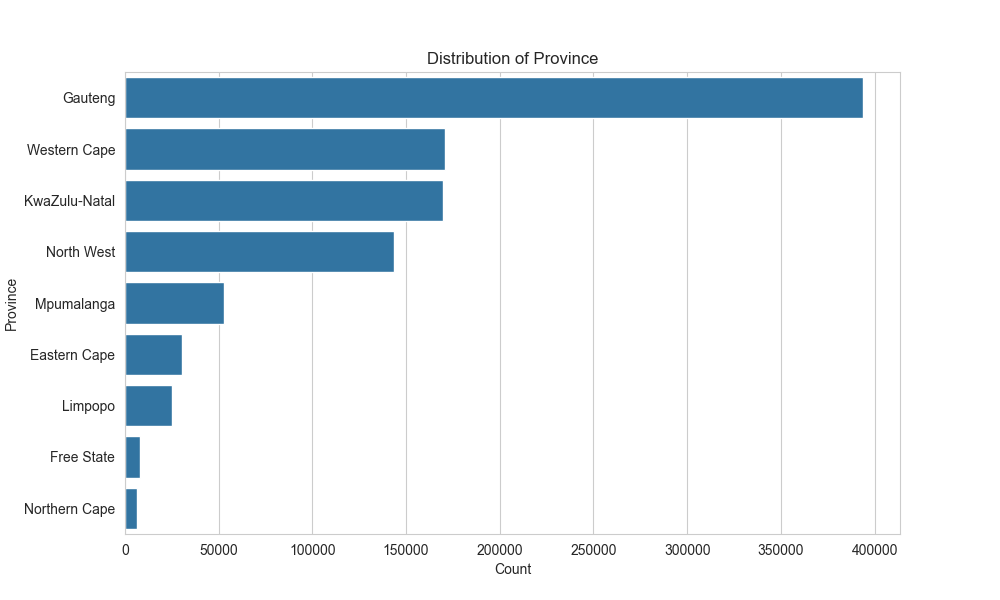 Distribution of Province
Gauteng
Western Cape
KwaZulu-Natal
North West
Mpumalanga
Eastern Cape
Limpopo
Free State
Northern Cape
Province
0 50000 100000 150000 200000 250000 300000 350000 400000
Count